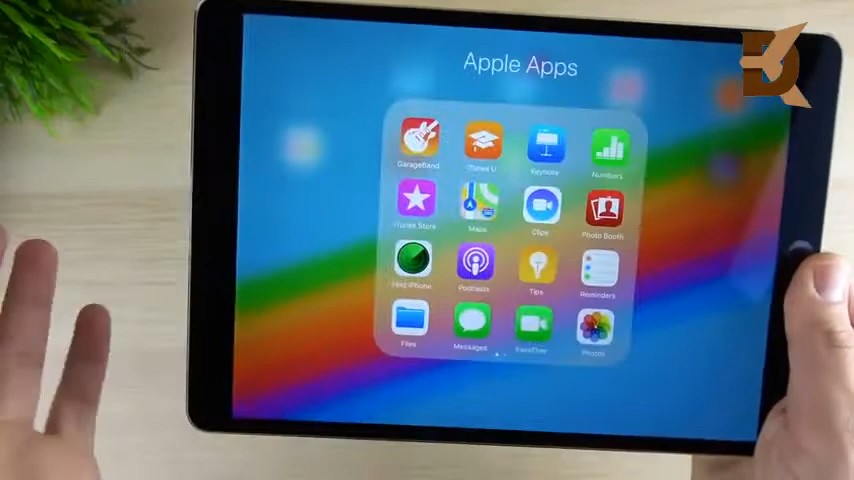 Apple Apps
GarageBand
iTunes U
Keynote
Numbers
iTunes Store
Maps
Clips
Photo Booth
Find iPhone
Podcasts
Tips
Reminders
Files
Messages
FaceTime
Photos